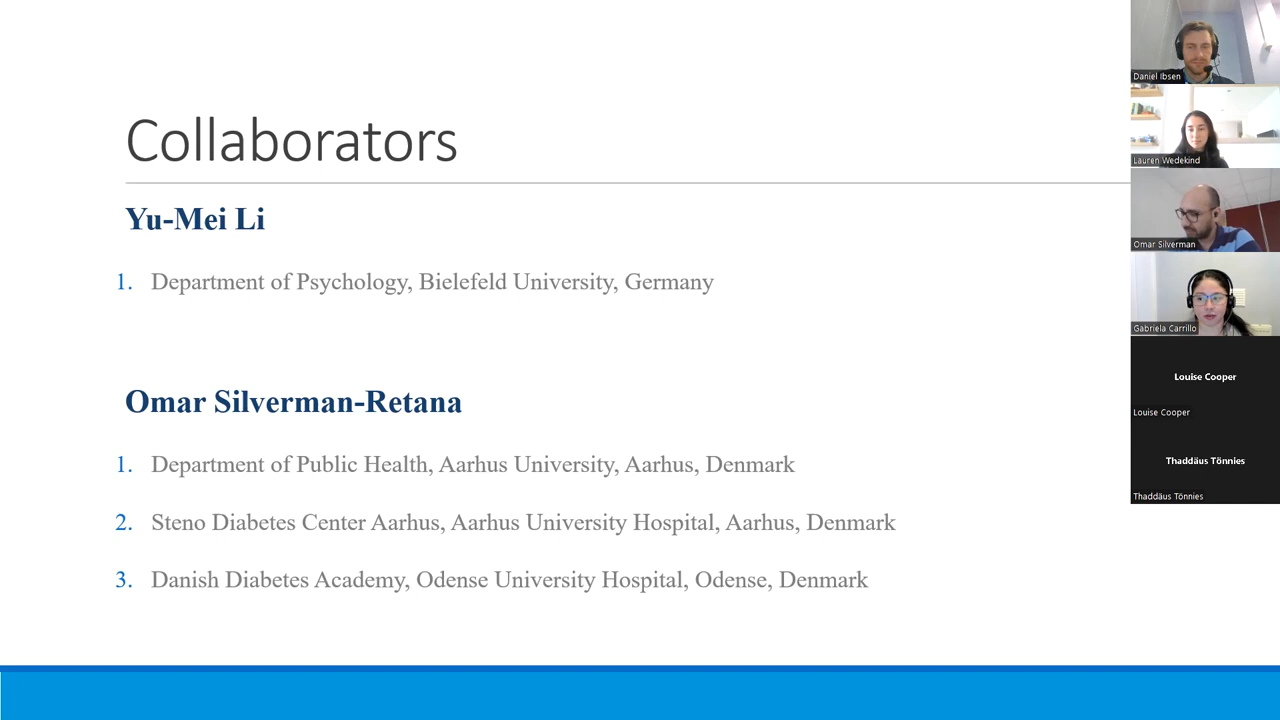 Collaborators
Yu-Mei Li
1. Department of Psychology, Bielefeld University, Germany
Omar Silverman-Retana
1. Department of Public Health, Aarhus University, Aarhus, Denmark
2. Steno Diabetes Center Aarhus, Aarhus University Hospital, Aarhus, Denmark
3. Danish Diabetes Academy, Odense University Hospital, Odense, Denmark
Daniel Ibsen
Lauren Wedekind
Omar Silverman
Gabriela Carrillo
Louise Cooper
Louise Cooper
Thaddäus Tönnies
Thaddäus Tönnies